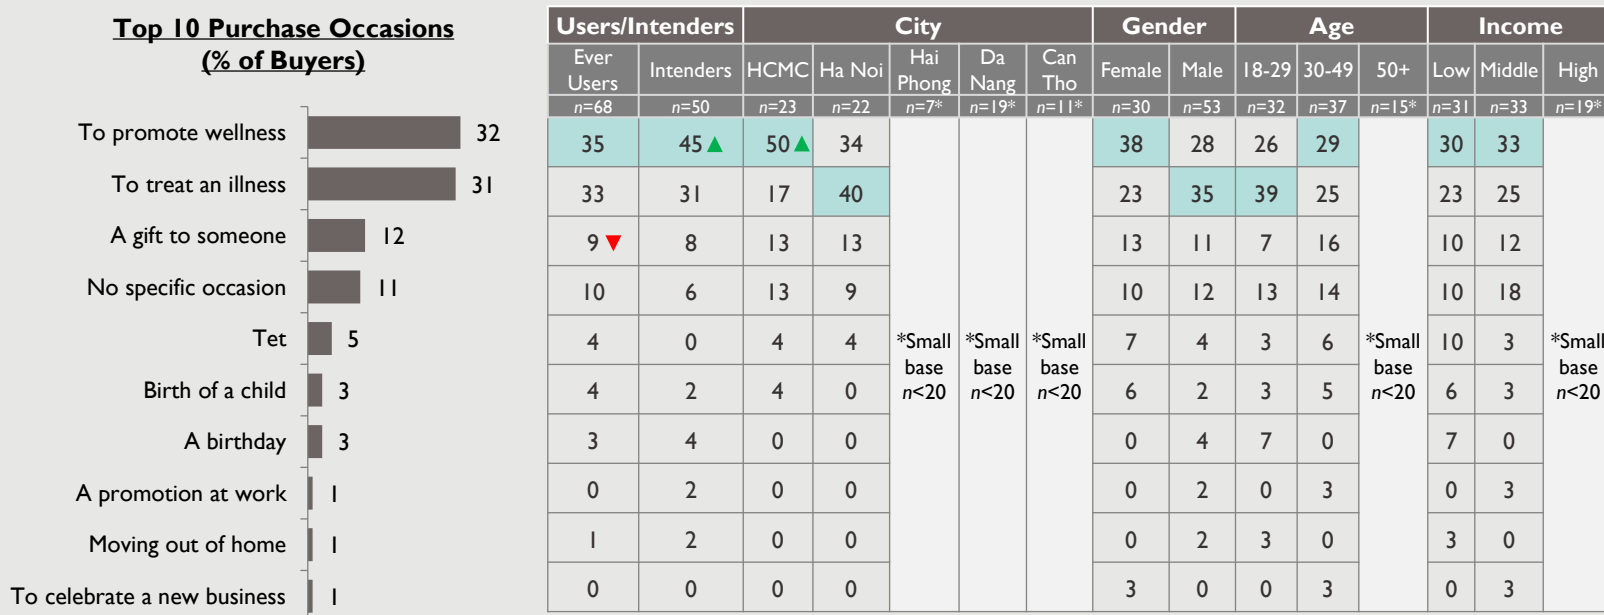 Top 10 Purchase Occasions
(% of Buyers)
Users/Intenders City Gender Age Income
Ever Users Intenders HCMC Ha Noi Hai Phong Da Nang Can Tho Female Male 18-29 30-49 50+ Low Middle High
n=68 n=50 n=23 n=22 n=7* n=19* n=11* n=30 n=53 n=32 n=37 n=15* n=31 n=33 n=19*
To promote wellness 32 35 45 ▲ 50 ▲ 34 38 28 26 29 30 33
To treat an illness 31 33 31 17 40 23 35 39 25 23 25
A gift to someone 12 9 ▼ 8 13 13 13 11 7 16 10 12
No specific occasion 11 10 6 13 9 10 12 13 14 10 18
Tet 5 4 0 4 4 *Small base n<20 *Small base n<20 *Small base n<20 7 4 3 6 *Small base n<20 10 3 *Small base n<20
Birth of a child 3 4 2 4 0 6 2 3 5 6 3
A birthday 3 3 4 0 0 0 4 7 0 7 0
A promotion at work 1 0 2 0 0 0 2 0 3 0 3
Moving out of home 1 1 2 0 0 0 2 3 0 3 0
To celebrate a new business 1 0 0 0 0 3 0 0 3 0 3